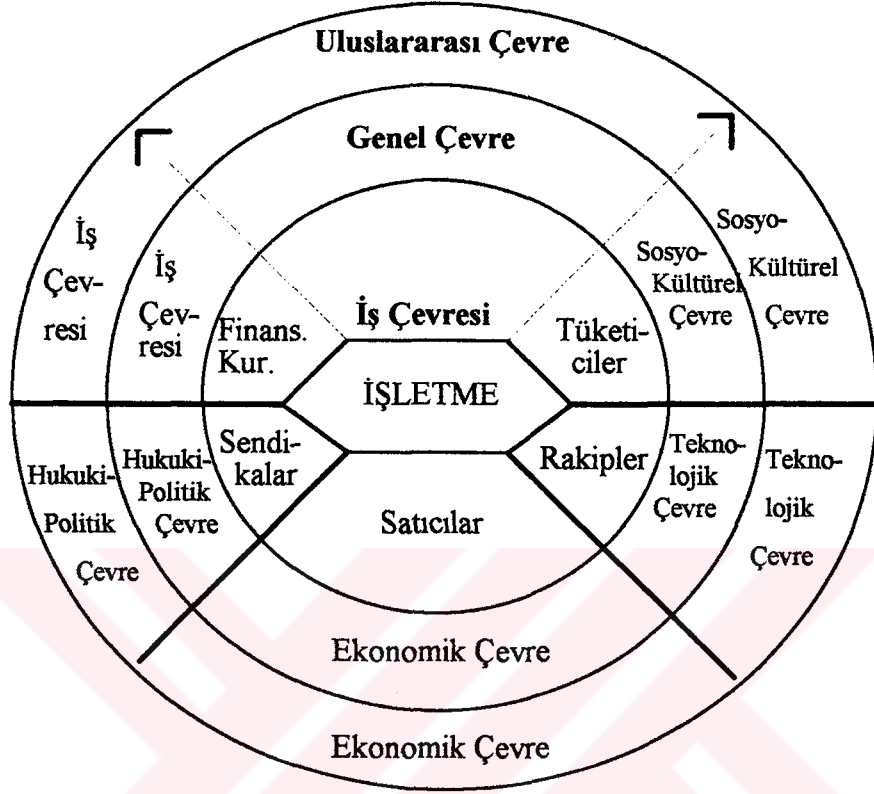 Uluslararası Çevre
Genel Çevre
İş
Çev-
resi
İş
Çev-
resi
Finans.
Kur.
İş Çevresi
Tüketi-
ciler
Sosyo-
Kültürel
Çevre
Sosyo-
Kültürel
Çevre
İŞLETME
Hukuki-
Politik
Çevre
Hukuki-
Politik
Çevre
Sendi-
kalar
Satıcılar
Rakipler
Tekno-
lojik
Çevre
Tekno-
lojik
Çevre
Ekonomik Çevre
Ekonomik Çevre